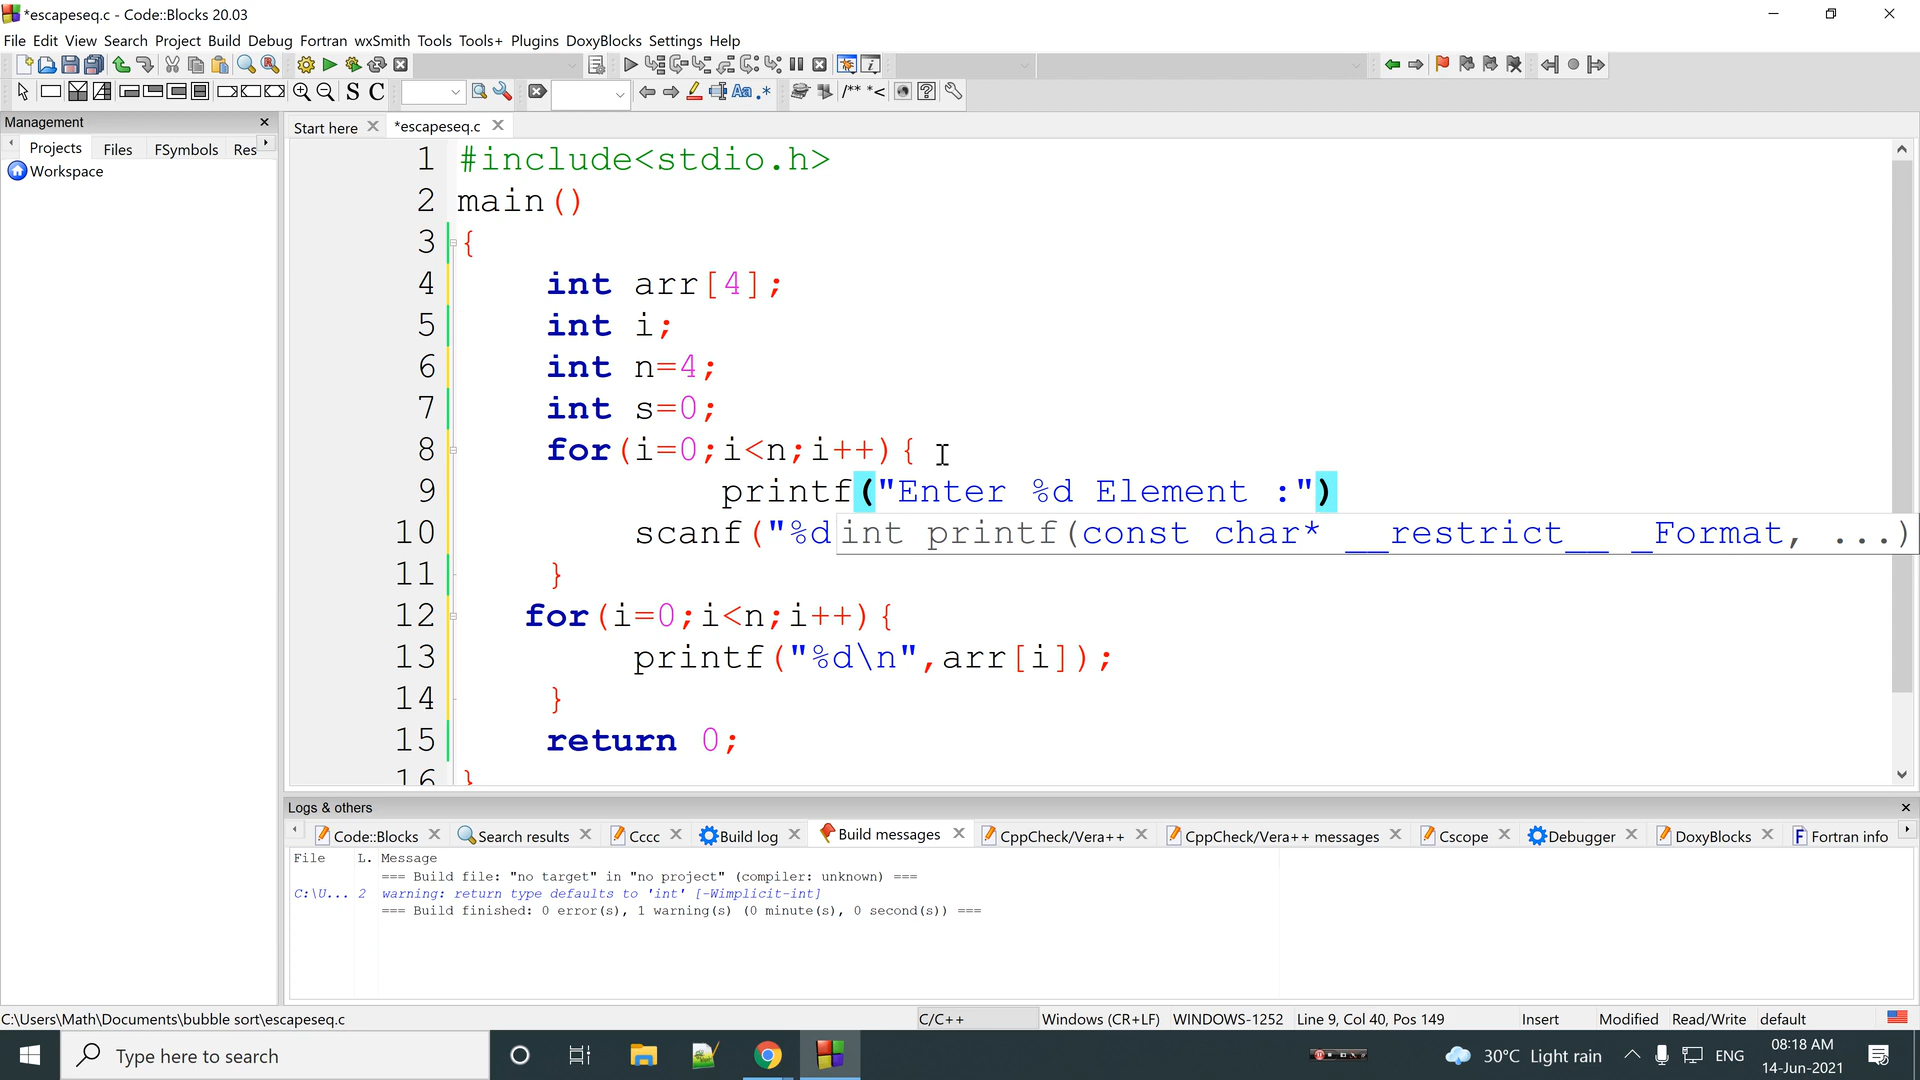 *escapeseq.c - Code::Blocks 20.03
File Edit View Search Project Build Debug Fortran wxSmith Tools Tools+ Plugins DoxyBlocks Settings Help
S C
Aa .* /** *<
Management
Projects Files FSymbols Res
Workspace
Start here *escapeseq.c
1 #include<stdio.h>
2 main()
3 {
4 int arr[4];
5 int i;
6 int n=4;
7 int s=0;
8 for(i=0;i<n;i++){
9 printf("Enter %d Element :")
10 scanf("%d
int printf(const char* __restrict__ _Format, ...)
11 }
12 for(i=0;i<n;i++){
13 printf("%d\n",arr[i]);
14 }
15 return 0;
16 }
Logs & others
Code::Blocks Search results Cccc Build log Build messages CppCheck/Vera++ CppCheck/Vera++ messages Cscope Debugger DoxyBlocks Fortran info
File L. Message
=== Build file: "no target" in "no project" (compiler: unknown) ===
C:\U... 2 warning: return type defaults to 'int' [-Wimplicit-int]
=== Build finished: 0 error(s), 1 warning(s) (0 minute(s), 0 second(s)) ===
C:\Users\Math\Documents\bubble sort\escapeseq.c C/C++ Windows (CR+LF) WINDOWS-1252 Line 9, Col 40, Pos 149 Insert Modified Read/Write default
Type here to search
30°C Light rain ENG
08:18 AM
14-Jun-2021